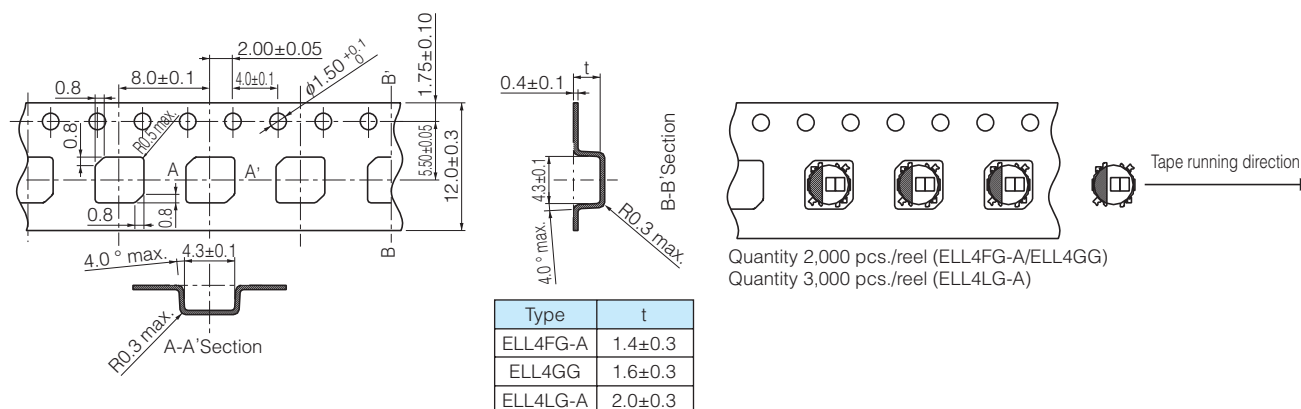 2.00±0.05
8.0±0.1
4.0±0.1
ϕ1.50 +0.1 0
1.75±0.10
B'
0.8
0.8
R0.5 max.
A
A'
0.8
0.8
5.50±0.05
12.0±0.3
B
4.0 ° max.
4.3±0.1
R0.3 max.
A-A'Section
t
0.4±0.1
4.3±0.1
4.0 ° max.
R0.3 max.
B-B'Section
Type t
ELL4FG-A 1.4±0.3
ELL4GG 1.6±0.3
ELL4LG-A 2.0±0.3
Tape running direction
Quantity 2,000 pcs./reel (ELL4FG-A/ELL4GG)
Quantity 3,000 pcs./reel (ELL4LG-A)